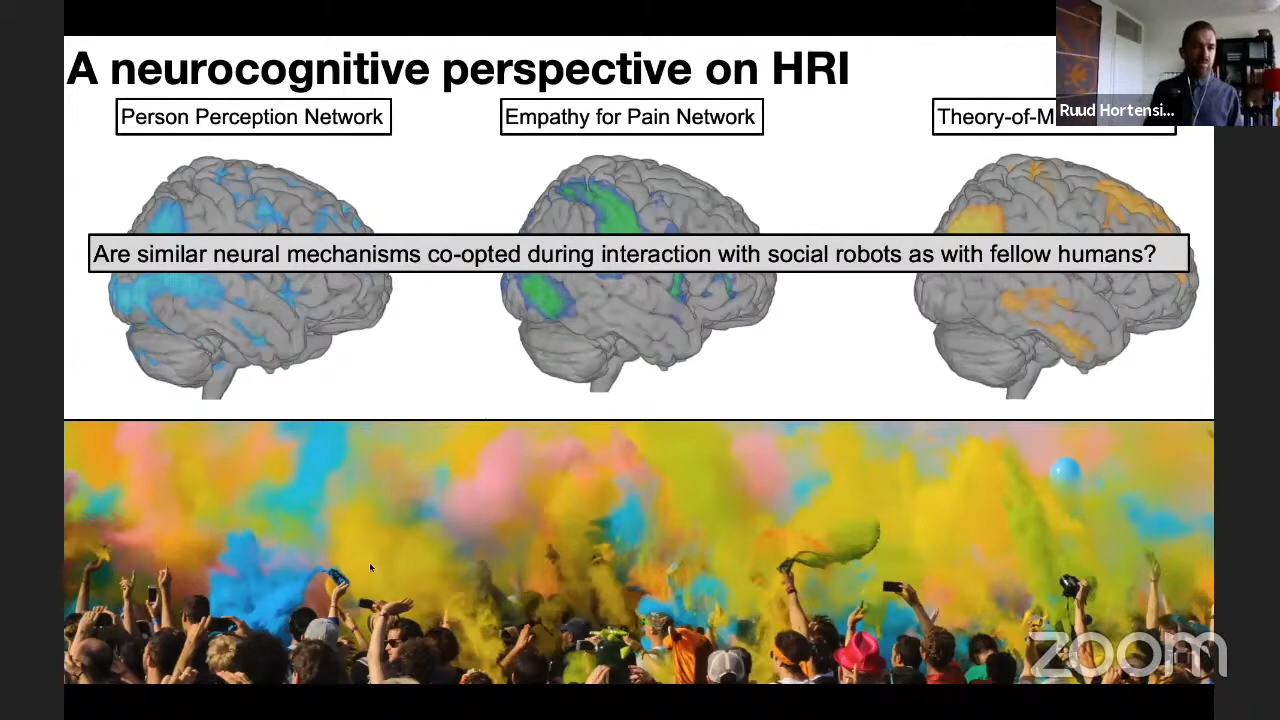 A neurocognitive perspective on HRI
Person Perception Network
Empathy for Pain Network
Theory-of-M
Ruud Hortensi...
Are similar neural mechanisms co-opted during interaction with social robots as with fellow humans?
zoom